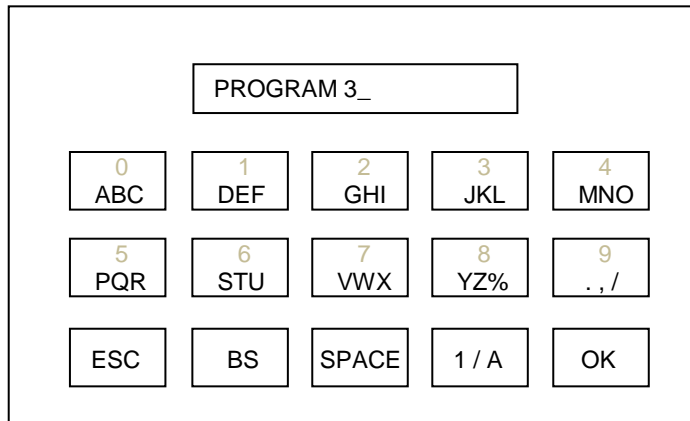 PROGRAM 3_
0 1 2 3 4
ABC DEF GHI JKL MNO
5 6 7 8 9
PQR STU VWX YZ% . , /
ESC BS SPACE 1 / A OK